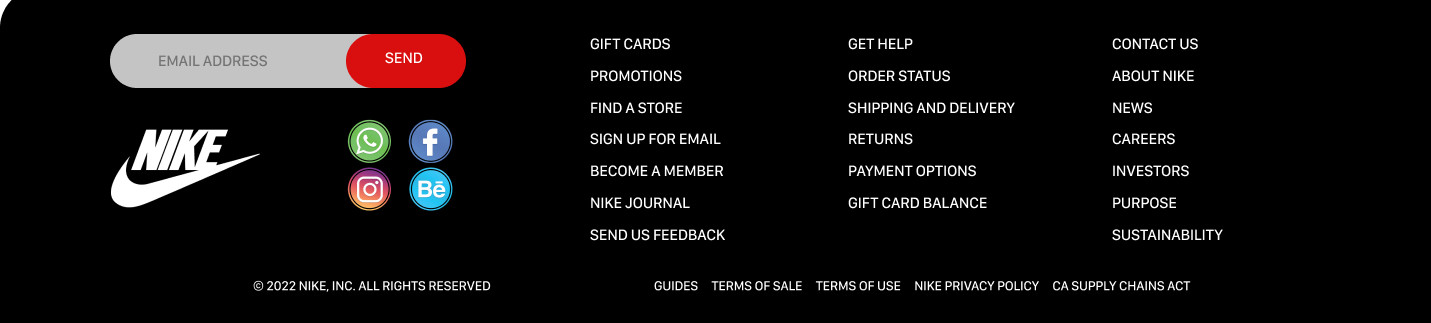 EMAIL ADDRESS
SEND
NIKE
Bē
GIFT CARDS
PROMOTIONS
FIND A STORE
SIGN UP FOR EMAIL
BECOME A MEMBER
NIKE JOURNAL
SEND US FEEDBACK
GET HELP
ORDER STATUS
SHIPPING AND DELIVERY
RETURNS
PAYMENT OPTIONS
GIFT CARD BALANCE
CONTACT US
ABOUT NIKE
NEWS
CAREERS
INVESTORS
PURPOSE
SUSTAINABILITY
© 2022 NIKE, INC. ALL RIGHTS RESERVED
GUIDES TERMS OF SALE TERMS OF USE NIKE PRIVACY POLICY CA SUPPLY CHAINS ACT